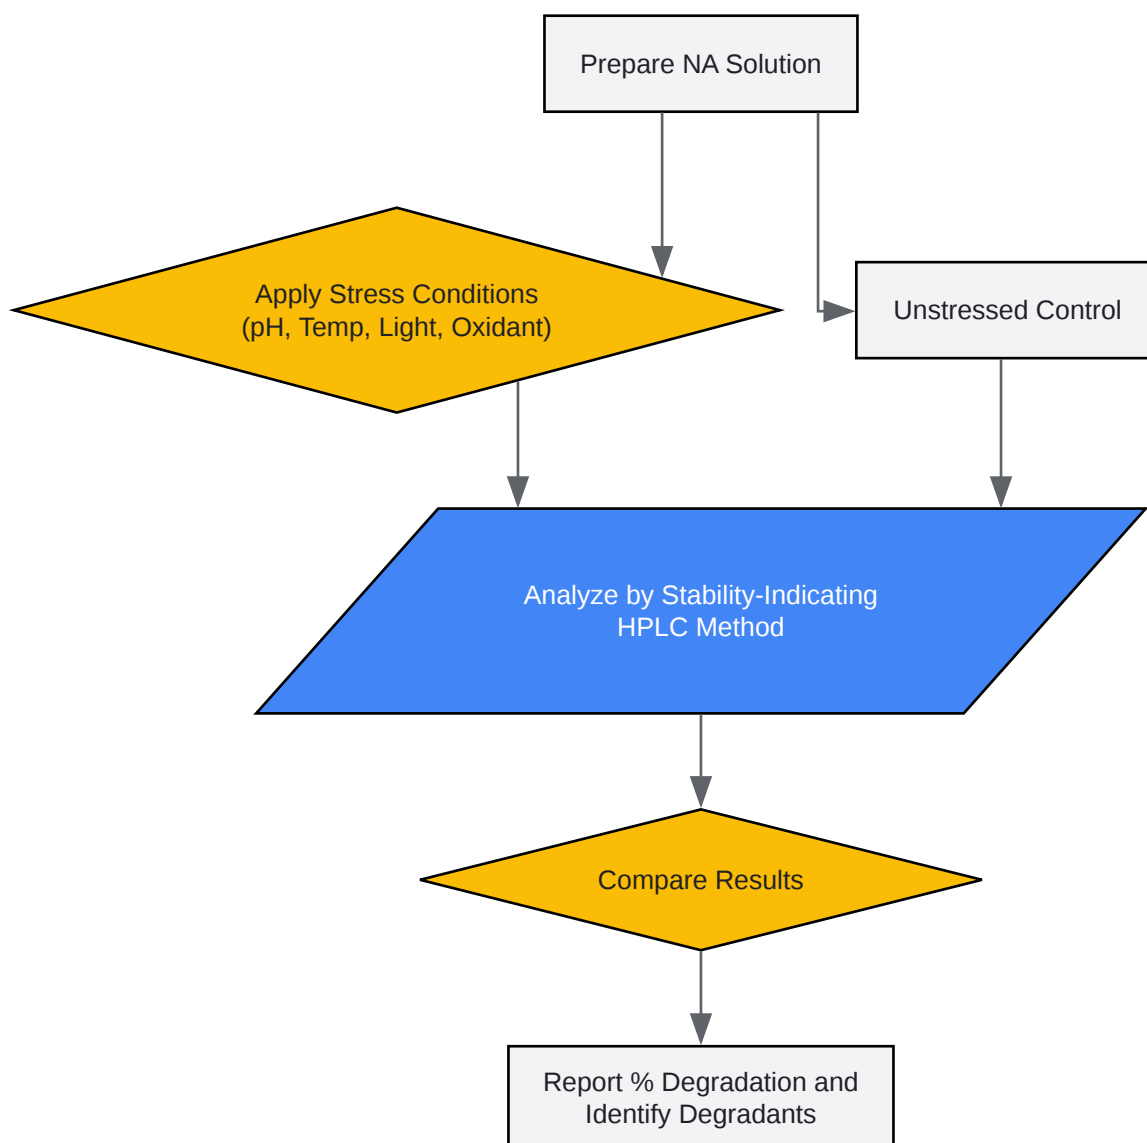 Prepare NA Solution
Apply Stress Conditions
(pH, Temp, Light, Oxidant)
Unstressed Control
Analyze by Stability-Indicating
HPLC Method
Compare Results
Report % Degradation and
Identify Degradants